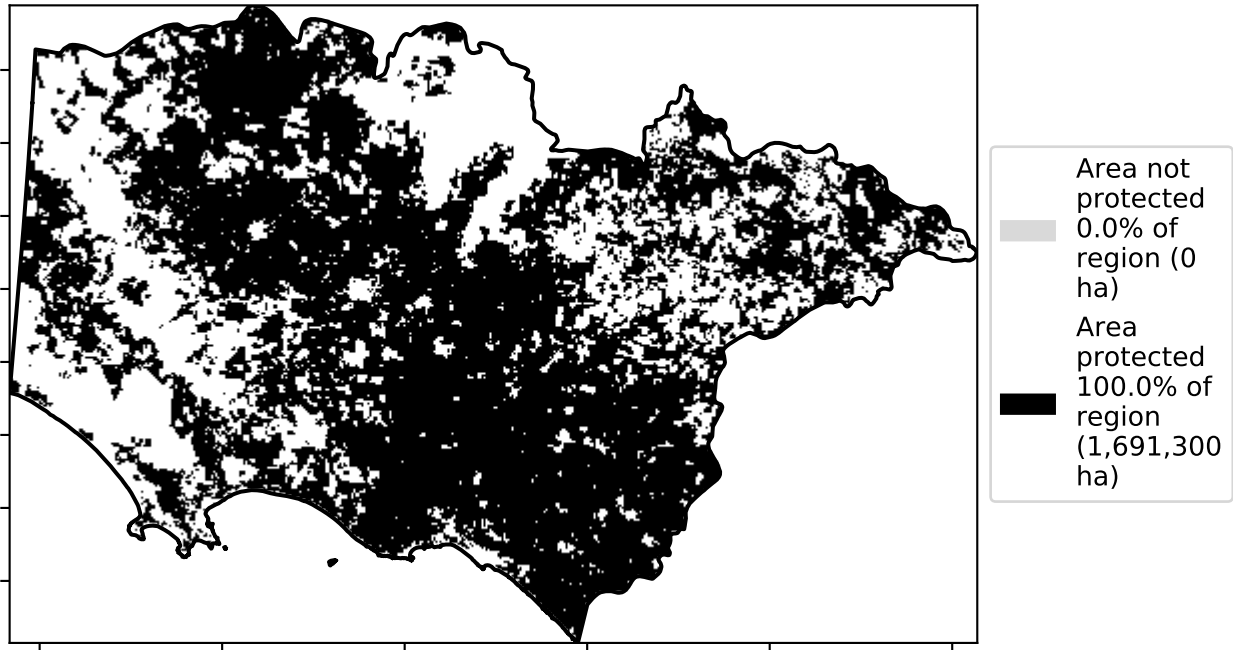 Area not
protected
0.0% of
region (0
ha)
Area
protected
100.0% of
region
(1,691,300
ha)